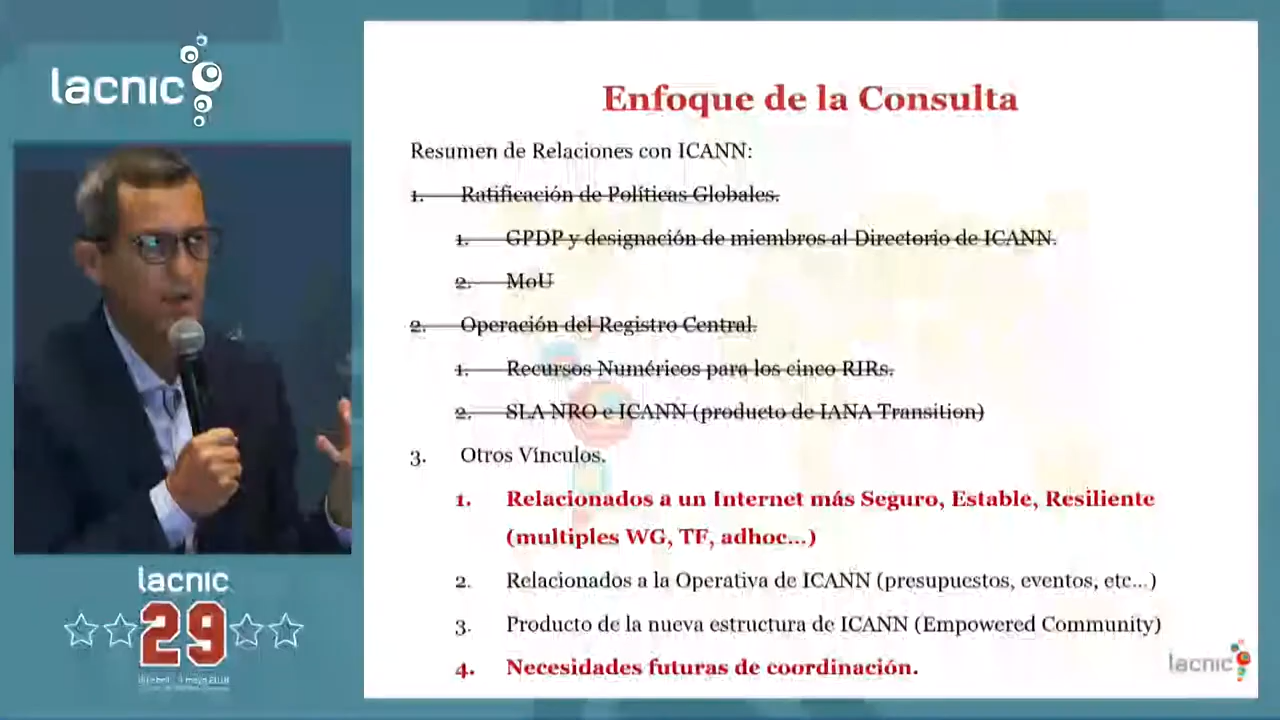 lacnic
Enfoque de la Consulta
Resumen de Relaciones con ICANN:
1. Ratificación de Políticas Globales.
1. GPDP y designación de miembros al Directorio de ICANN.
2. MoU
2. Operación del Registro Central.
1. Recursos Numéricos para los cinco RIRs.
2. SLA NRO e ICANN (producto de IANA Transition)
3. Otros Vínculos.
1. Relacionados a un Internet más Seguro, Estable, Resiliente
(multiples WG, TF, adhoc...)
2. Relacionados a la Operativa de ICANN (presupuestos, eventos, etc...)
3. Producto de la nueva estructura de ICANN (Empowered Community)
4. Necesidades futuras de coordinación.
lacnic
lacnic
29